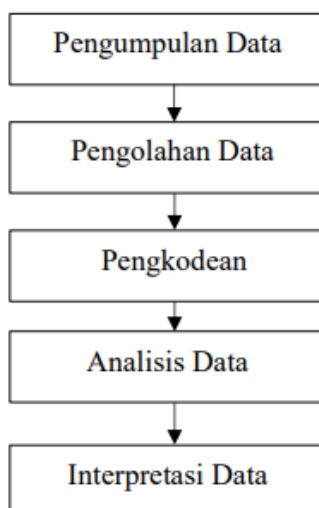 Pengumpulan Data
Pengolahan Data
Pengkodean
Analisis Data
Interpretasi Data